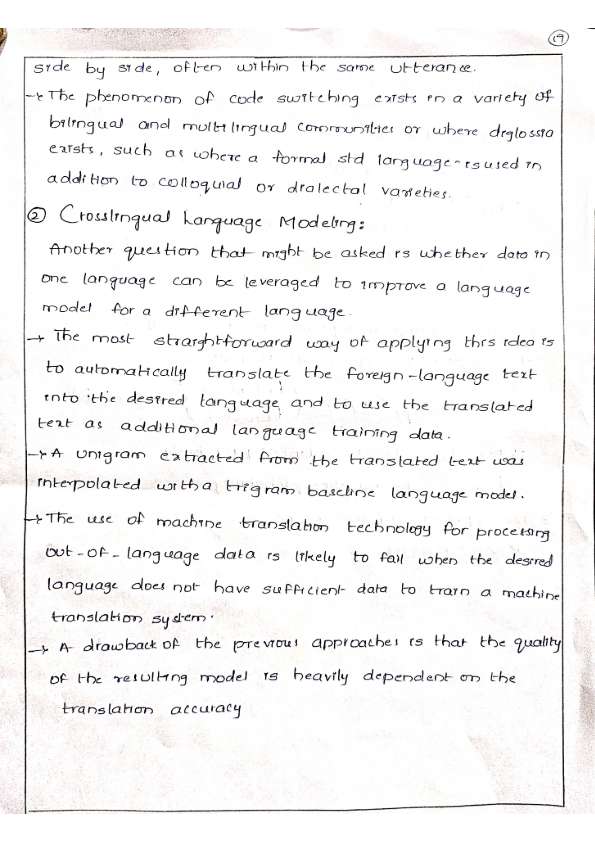 19
side by side, often within the same utterance.
→ The phenomenon of code switching exists in a variety of
bilingual and multilingual communities or where diglossia
exists, such as where a formal std language is used in
addition to colloquial or dialectal varieties.
② Crosslingual Language Modeling:
Another question that might be asked is whether data in
one language can be leveraged to improve a language
model for a different language.
→ The most straightforward way of applying this idea is
to automatically translate the foreign-language text
into the desired language and to use the translated
text as additional language training data.
→ A unigram extracted from the translated text was
interpolated with a trigram baseline language model.
→ The use of machine translation technology for processing
out-of-language data is likely to fail when the desired
language does not have sufficient data to train a machine
translation system.
→ A drawback of the previous approaches is that the quality
of the resulting model is heavily dependent on the
translation accuracy